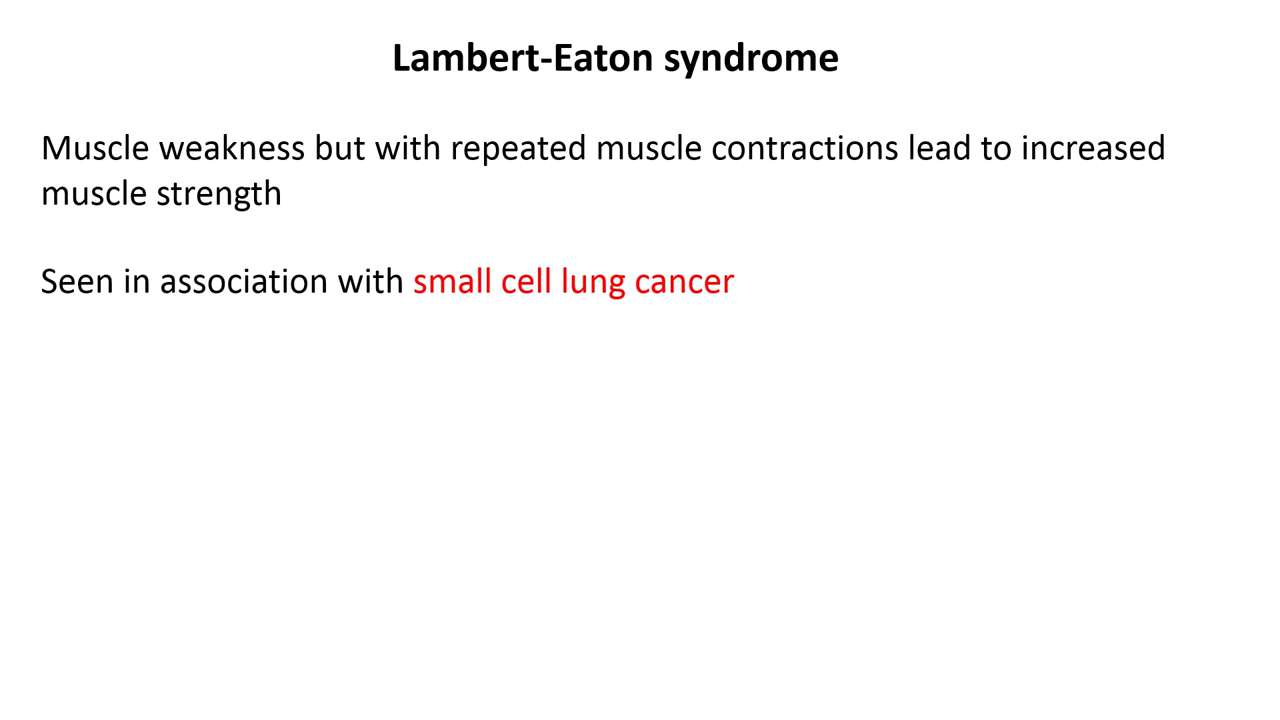 Lambert-Eaton syndrome
Muscle weakness but with repeated muscle contractions lead to increased
muscle strength
Seen in association with small cell lung cancer